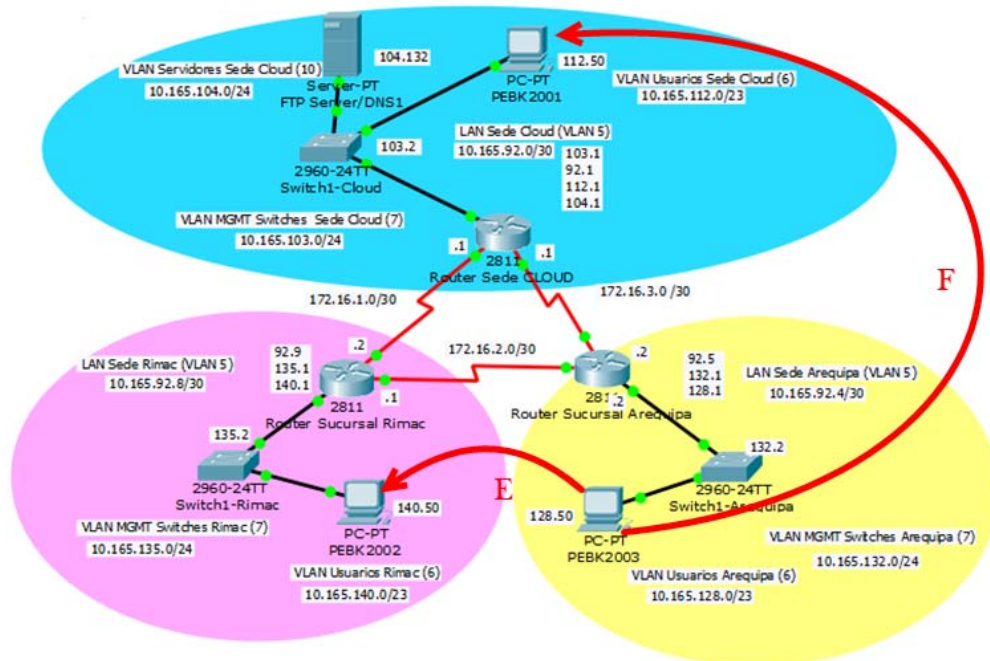 104.132
VLAN Servidores Sede Cloud (10)
10.165.104.0/24
Server-PT
FTP Server/DNS1
PC-PT
PEBK2001
112.50
VLAN Usuarios Sede Cloud (6)
10.165.112.0/23
103.2
2960-24TT
Switch1-Cloud
LAN Sede Cloud (VLAN 5)
10.165.92.0/30
103.1
92.1
112.1
104.1
VLAN MGMT Switches Sede Cloud (7)
10.165.103.0/24
.1
.1
2811
Router Sede CLOUD
F
172.16.1.0/30
172.16.3.0 /30
172.16.2.0/30
LAN Sede Rimac (VLAN 5)
10.165.92.8/30
92.9
135.1
140.1
.2
.1
2811
Router Sucursal Rimac
.2
.2
281
Router Sucursal Arequipa
92.5
132.1
128.1
LAN Sede Arequipa (VLAN 5)
10.165.92.4/30
135.2
2960-24TT
Switch1-Rimac
VLAN MGMT Switches Rimac (7)
10.165.135.0/24
140.50
PC-PT
PEBK2002
VLAN Usuarios Rimac (6)
10.165.140.0/23
E
132.2
2960-24TT
Switch1-Arequipa
128.50
PC-PT
PEBK2003
VLAN MGMT Switches Arequipa (7)
10.165.132.0/24
VLAN Usuarios Arequipa (6)
10.165.128.0/23